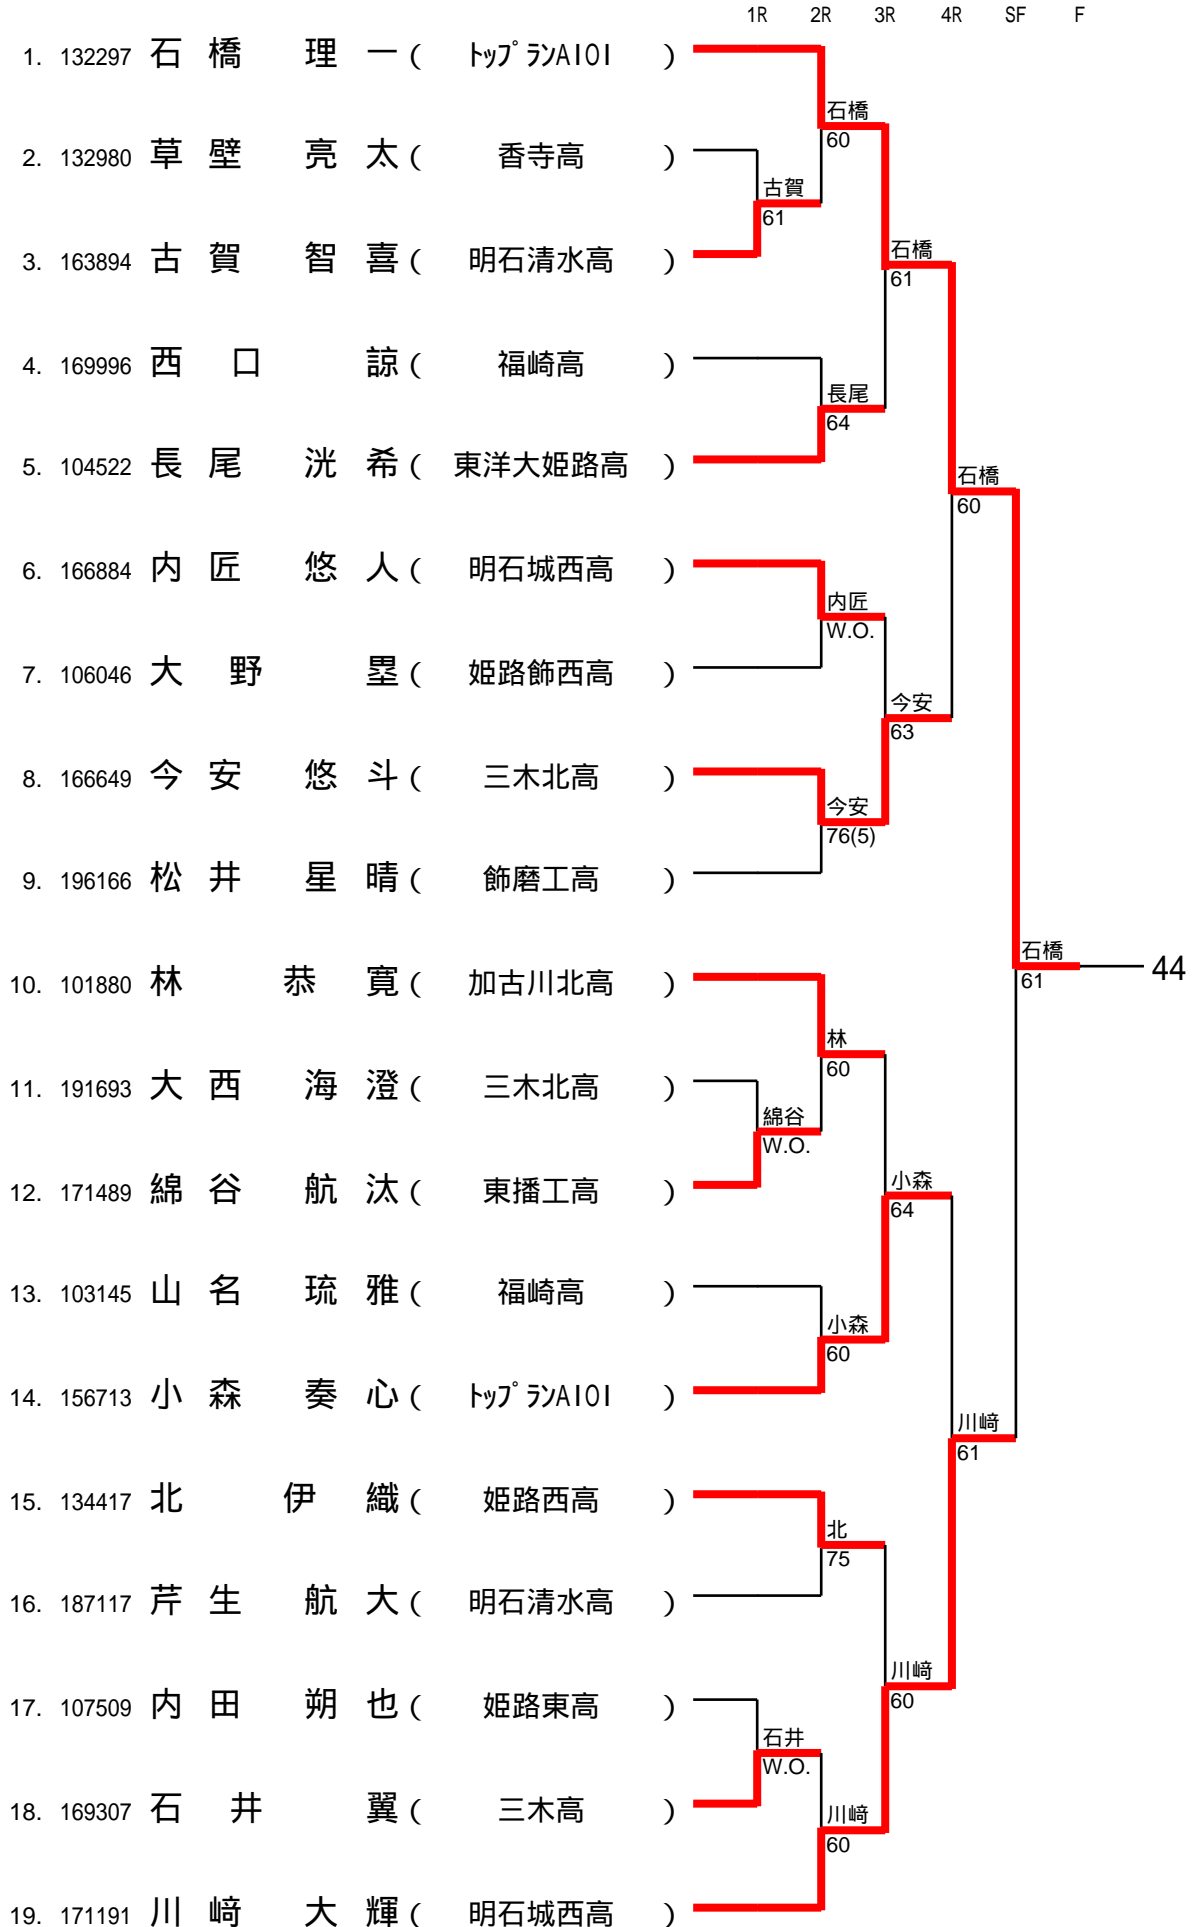 1R 2R 3R 4R SF F
1. 132297 石橋 理一 ( トップランAIOI )
石橋
60
2. 132980 草壁 亮太 ( 香寺高 )
古賀
61
3. 163894 古賀 智喜 ( 明石清水高 )
石橋
61
4. 169996 西口 諒 ( 福崎高 )
長尾
64
5. 104522 長尾 洸希 ( 東洋大姫路高 )
石橋
60
6. 166884 内匠 悠人 ( 明石城西高 )
内匠
W.O.
7. 106046 大野 塁 ( 姫路飾西高 )
今安
63
8. 166649 今安 悠斗 ( 三木北高 )
今安
76(5)
9. 196166 松井 星晴 ( 飾磨工高 )
石橋
61
44
10. 101880 林 恭寛 ( 加古川北高 )
林
60
11. 191693 大西 海澄 ( 三木北高 )
綿谷
W.O.
12. 171489 綿谷 航汰 ( 東播工高 )
小森
64
13. 103145 山名 琉雅 ( 福崎高 )
小森
60
14. 156713 小森 奏心 ( トップランAIOI )
川﨑
61
15. 134417 北 伊織 ( 姫路西高 )
北
75
16. 187117 芹生 航大 ( 明石清水高 )
川﨑
60
17. 107509 内田 朔也 ( 姫路東高 )
石井
W.O.
18. 169307 石井 翼 ( 三木高 )
川﨑
60
19. 171191 川﨑 大輝 ( 明石城西高 )